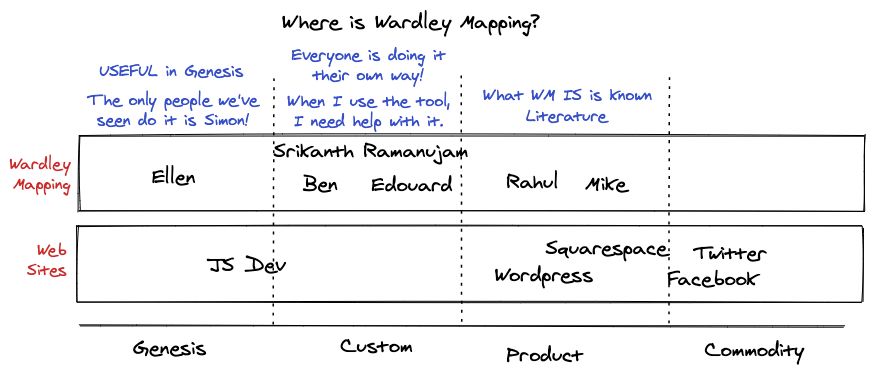 Where is Wardley Mapping?
USEFUL in Genesis
The only people we've
seen do it is Simon!
Everyone is doing it
their own way!
When I use the tool,
I need help with it.
What WM IS is known
Literature
Wardley
Mapping
Ellen
Srikanth Ramanujam
Ben
Edouard
Rahul
Mike
Web
Sites
JS Dev
Squarespace
Wordpress
Twitter
Facebook
Genesis
Custom
Product
Commodity